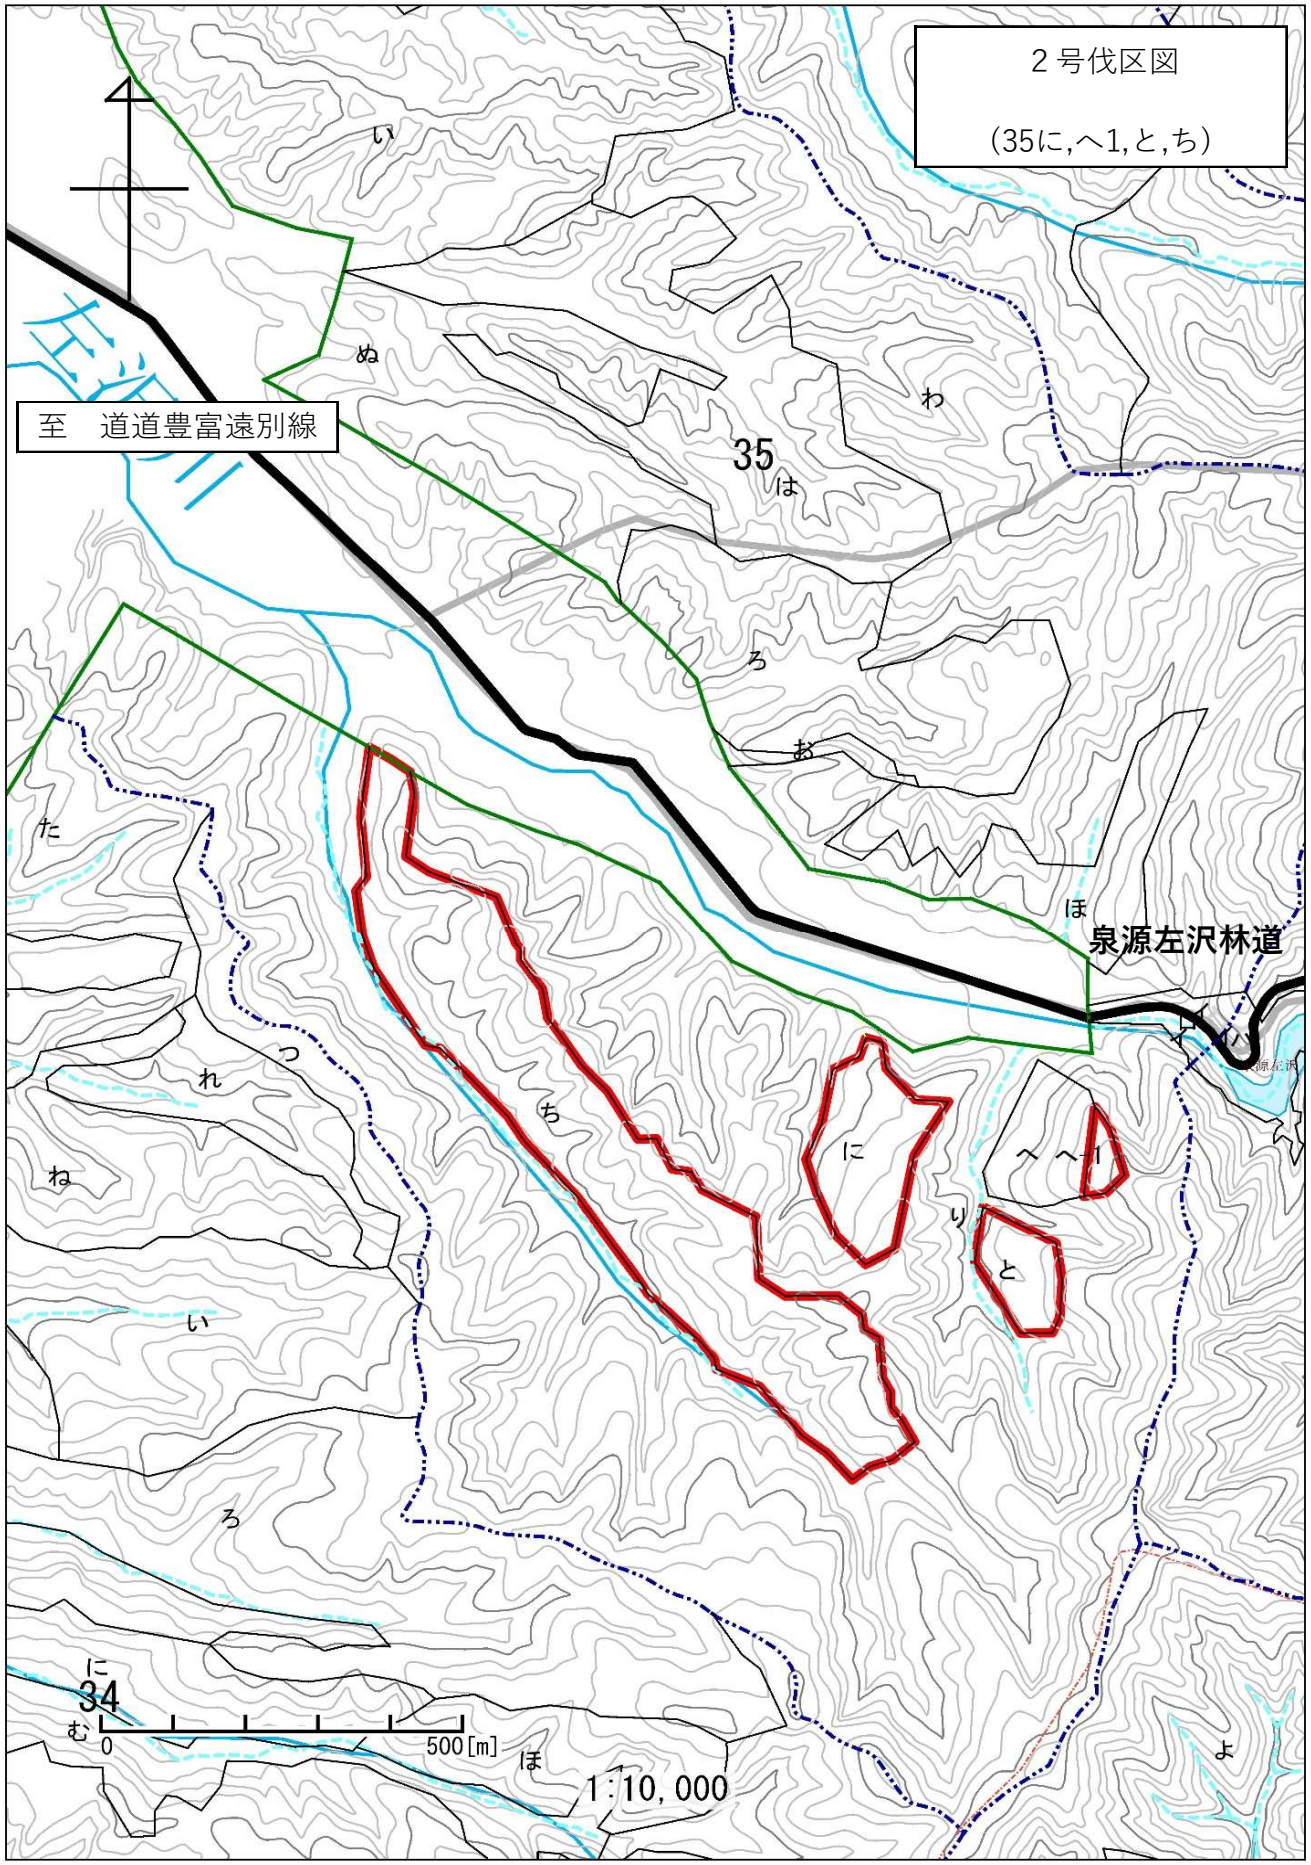 ２号伐区図
(35に,へ1,と,ち)
い
ぬ
至　道道豊富遠別線
わ
35
は
ろ
お
た
ほ
泉源左沢林道
イ
イ
ハ
つ
れ
ち
に
へ
へ-1
ね
り
と
い
ろ
に
34
む
0
500[m]
ほ
1:10,000
よ